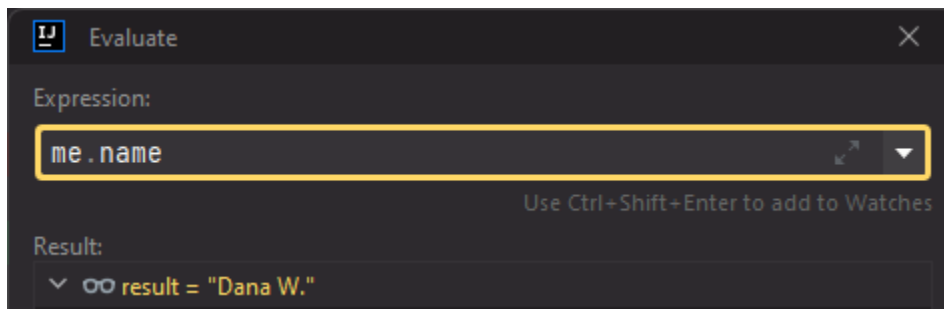 IJ
Evaluate
Expression:
me.name
Use Ctrl+Shift+Enter to add to Watches
Result:
result = "Dana W."